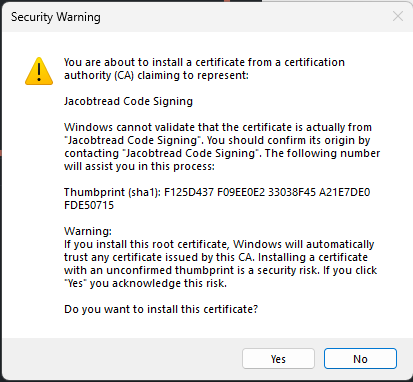 Security Warning
You are about to install a certificate from a certification
authority (CA) claiming to represent:
Jacobtread Code Signing
Windows cannot validate that the certificate is actually from
"Jacobtread Code Signing". You should confirm its origin by
contacting "Jacobtread Code Signing". The following number
will assist you in this process:
Thumbprint (sha1): F125D437 F09EE0E2 33038F45 A21E7DE0
FDE50715
Warning:
If you install this root certificate, Windows will automatically
trust any certificate issued by this CA. Installing a certificate
with an unconfirmed thumbprint is a security risk. If you click
"Yes" you acknowledge this risk.
Do you want to install this certificate?
Yes
No